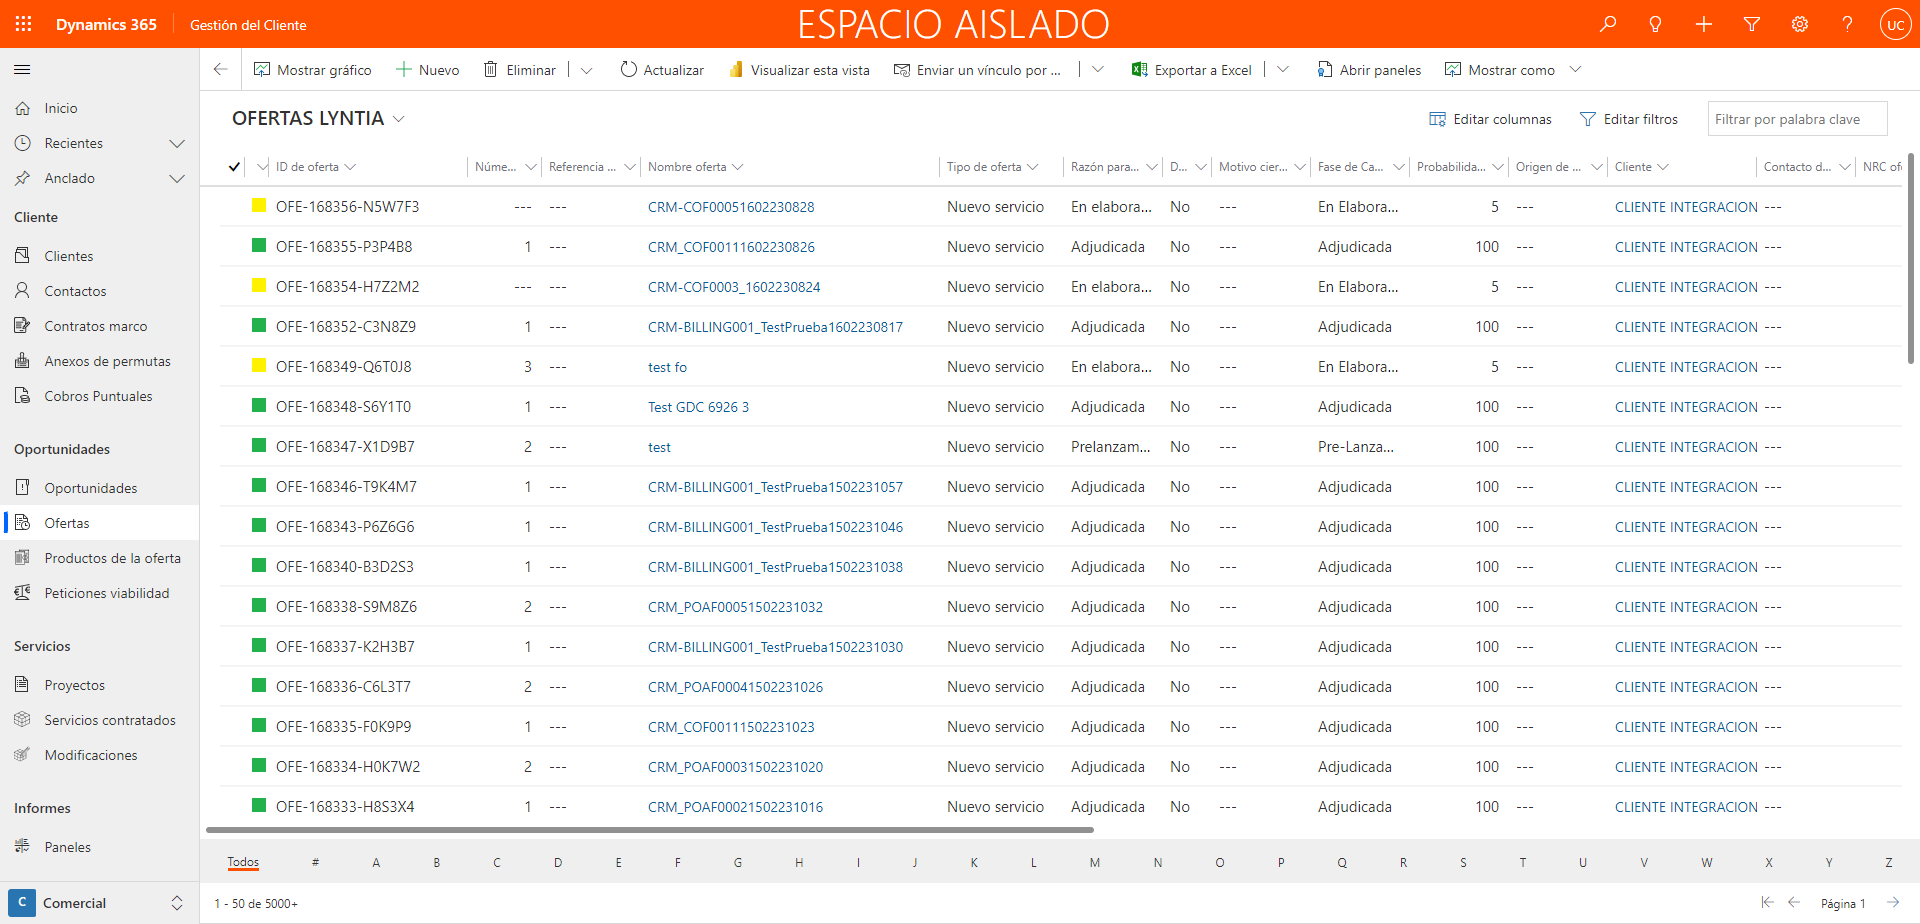 Dynamics 365 Gestión del Cliente ESPACIO AISLADO UC
Mostrar gráfico Nuevo Eliminar Actualizar Visualizar esta vista Enviar un vínculo por ... Exportar a Excel Abrir paneles Mostrar como
Inicio
Recientes
Anclado
Cliente
Clientes
Contactos
Contratos marco
Anexos de permutas
Cobros Puntuales
Oportunidades
Oportunidades
Ofertas
Productos de la oferta
Peticiones viabilidad
Servicios
Proyectos
Servicios contratados
Modificaciones
Informes
Paneles
C Comercial
OFERTAS LYNTIA Editar columnas Editar filtros Filtrar por palabra clave
ID de oferta Núme... Referencia ... Nombre oferta Tipo de oferta Razón para... D... Motivo cier... Fase de Ca... Probabilida... Origen de ... Cliente Contacto d... NRC ofe
OFE-168356-N5W7F3 --- --- CRM-COF00051602230828 Nuevo servicio En elabora... No --- En Elabora... 5 --- CLIENTE INTEGRACION ---
OFE-168355-P3P4B8 1 --- CRM_COF00111602230826 Nuevo servicio Adjudicada No --- Adjudicada 100 --- CLIENTE INTEGRACION ---
OFE-168354-H7Z2M2 --- --- CRM-COF0003_1602230824 Nuevo servicio En elabora... No --- En Elabora... 5 --- CLIENTE INTEGRACION ---
OFE-168352-C3N8Z9 1 --- CRM-BILLING001_TestPrueba1602230817 Nuevo servicio Adjudicada No --- Adjudicada 100 --- CLIENTE INTEGRACION ---
OFE-168349-Q6T0J8 3 --- test fo Nuevo servicio En elabora... No --- En Elabora... 5 --- CLIENTE INTEGRACION ---
OFE-168348-S6Y1T0 1 --- Test GDC 6926 3 Nuevo servicio Adjudicada No --- Adjudicada 100 --- CLIENTE INTEGRACION ---
OFE-168347-X1D9B7 2 --- test Nuevo servicio Prelanzam... No --- Pre-Lanza... 100 --- CLIENTE INTEGRACION ---
OFE-168346-T9K4M7 1 --- CRM-BILLING001_TestPrueba1502231057 Nuevo servicio Adjudicada No --- Adjudicada 100 --- CLIENTE INTEGRACION ---
OFE-168343-P6Z6G6 1 --- CRM-BILLING001_TestPrueba1502231046 Nuevo servicio Adjudicada No --- Adjudicada 100 --- CLIENTE INTEGRACION ---
OFE-168340-B3D2S3 1 --- CRM-BILLING001_TestPrueba1502231038 Nuevo servicio Adjudicada No --- Adjudicada 100 --- CLIENTE INTEGRACION ---
OFE-168338-S9M8Z6 2 --- CRM_POAF00051502231032 Nuevo servicio Adjudicada No --- Adjudicada 100 --- CLIENTE INTEGRACION ---
OFE-168337-K2H3B7 1 --- CRM-BILLING001_TestPrueba1502231030 Nuevo servicio Adjudicada No --- Adjudicada 100 --- CLIENTE INTEGRACION ---
OFE-168336-C6L3T7 2 --- CRM_POAF00041502231026 Nuevo servicio Adjudicada No --- Adjudicada 100 --- CLIENTE INTEGRACION ---
OFE-168335-F0K9P9 1 --- CRM_COF00111502231023 Nuevo servicio Adjudicada No --- Adjudicada 100 --- CLIENTE INTEGRACION ---
OFE-168334-H0K7W2 2 --- CRM_POAF00031502231020 Nuevo servicio Adjudicada No --- Adjudicada 100 --- CLIENTE INTEGRACION ---
OFE-168333-H8S3X4 1 --- CRM_POAF00021502231016 Nuevo servicio Adjudicada No --- Adjudicada 100 --- CLIENTE INTEGRACION ---
Todos # A B C D E F G H I J K L M N O P Q R S T U V W X Y Z
1 - 50 de 5000+ Página 1